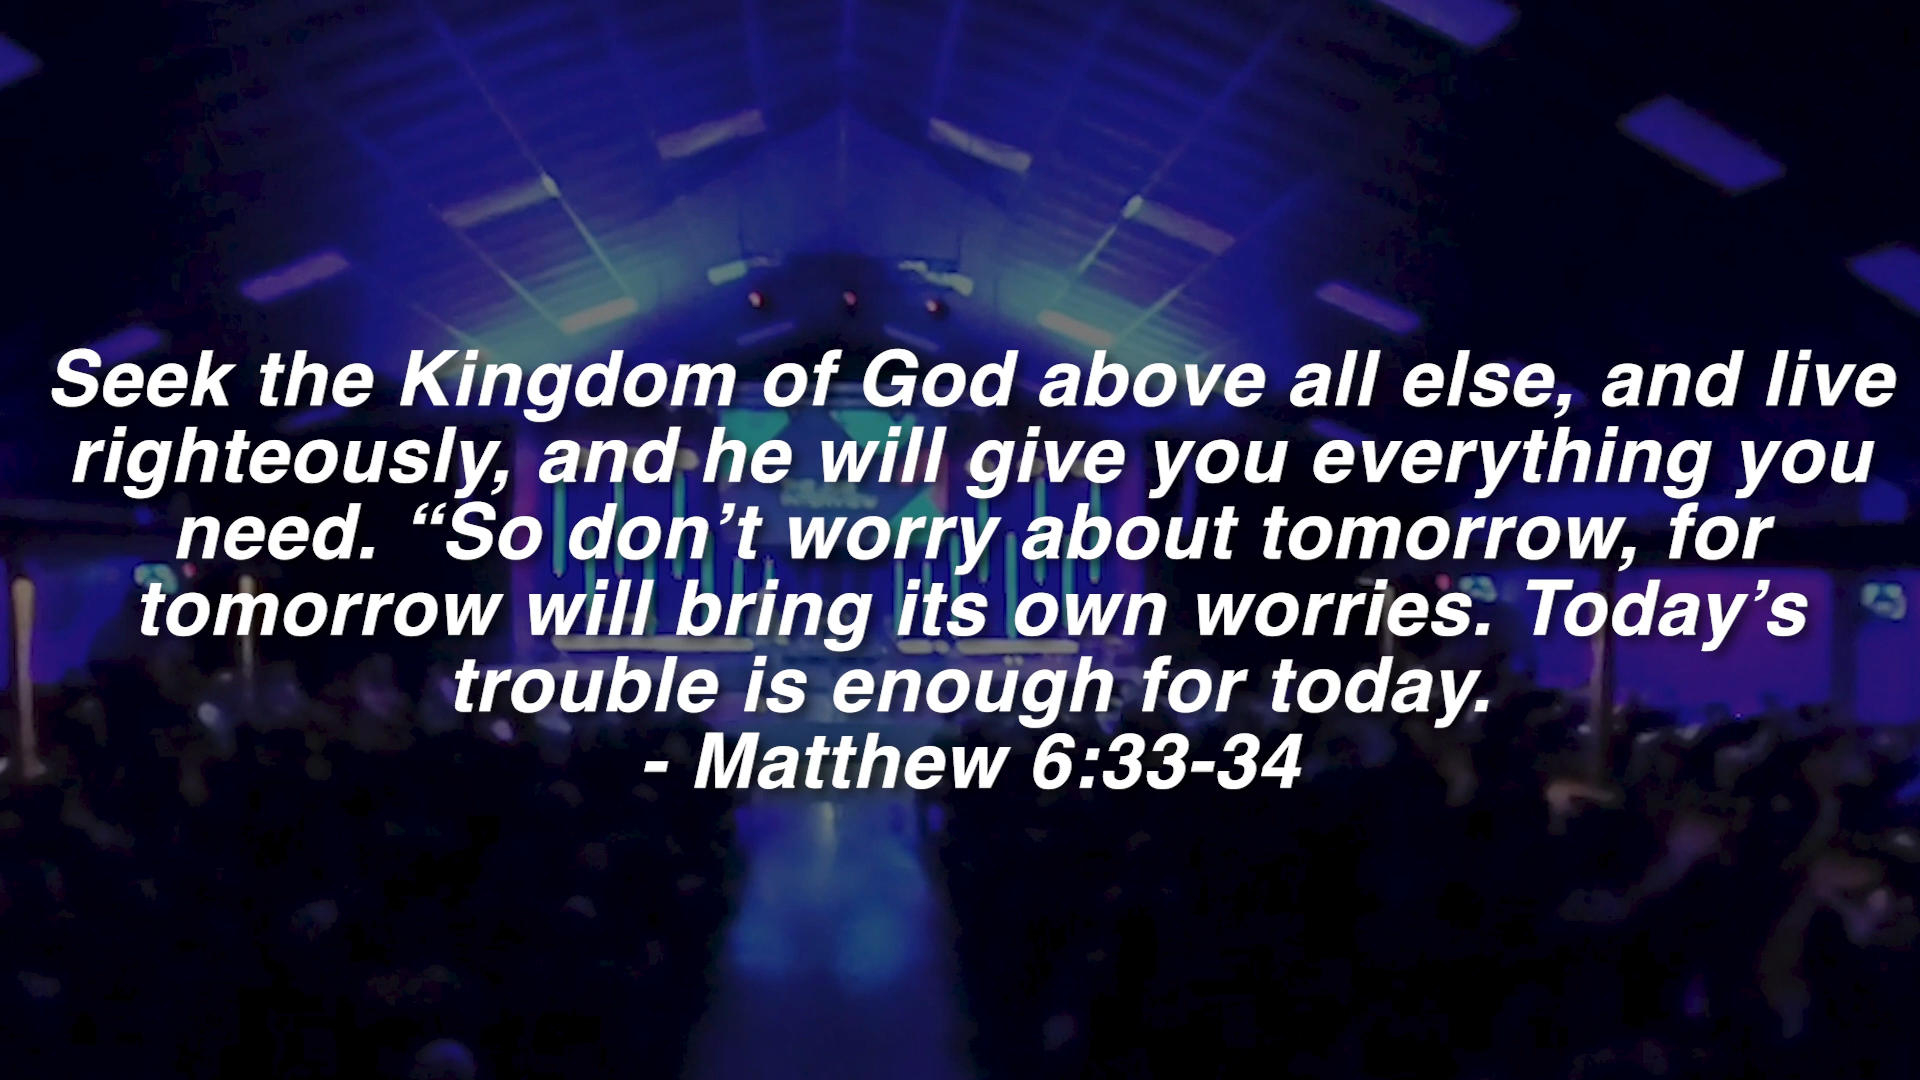 Seek the Kingdom of God above all else, and live
righteously, and he will give you everything you
need. “So don’t worry about tomorrow, for
tomorrow will bring its own worries. Today’s
trouble is enough for today.
- Matthew 6:33-34